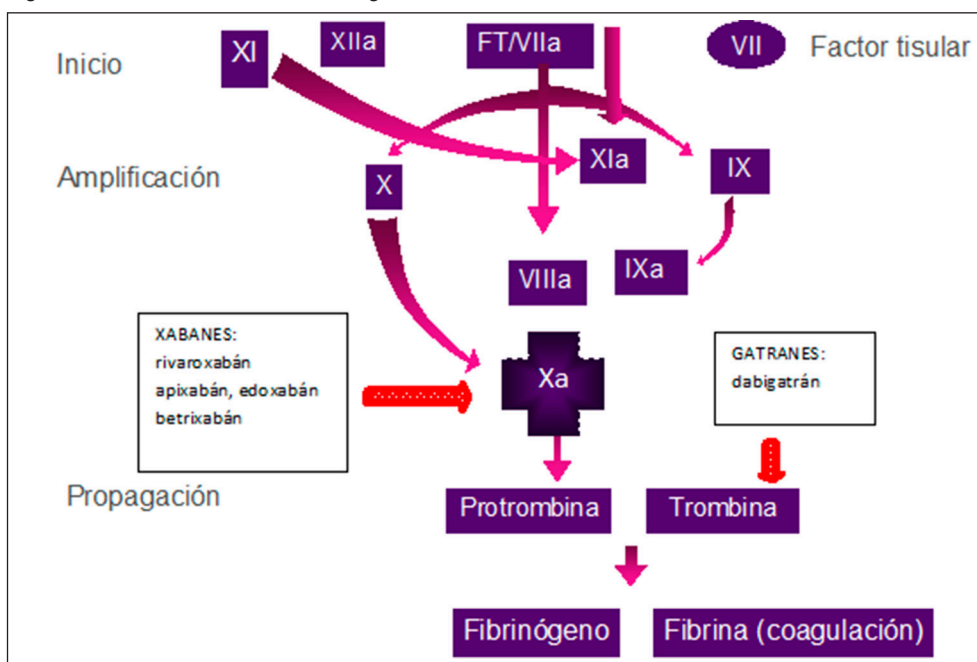 Inicio
XI
XIIa
FT/VIIa
VII
Factor tisular
Amplificación
X
XIa
IX
VIIIa
IXa
XABANES:
rivaroxabán
apixabán, edoxabán
betrixabán
Xa
GATRANES:
dabigatrán
Propagación
Protrombina
Trombina
Fibrinógeno
Fibrina (coagulación)